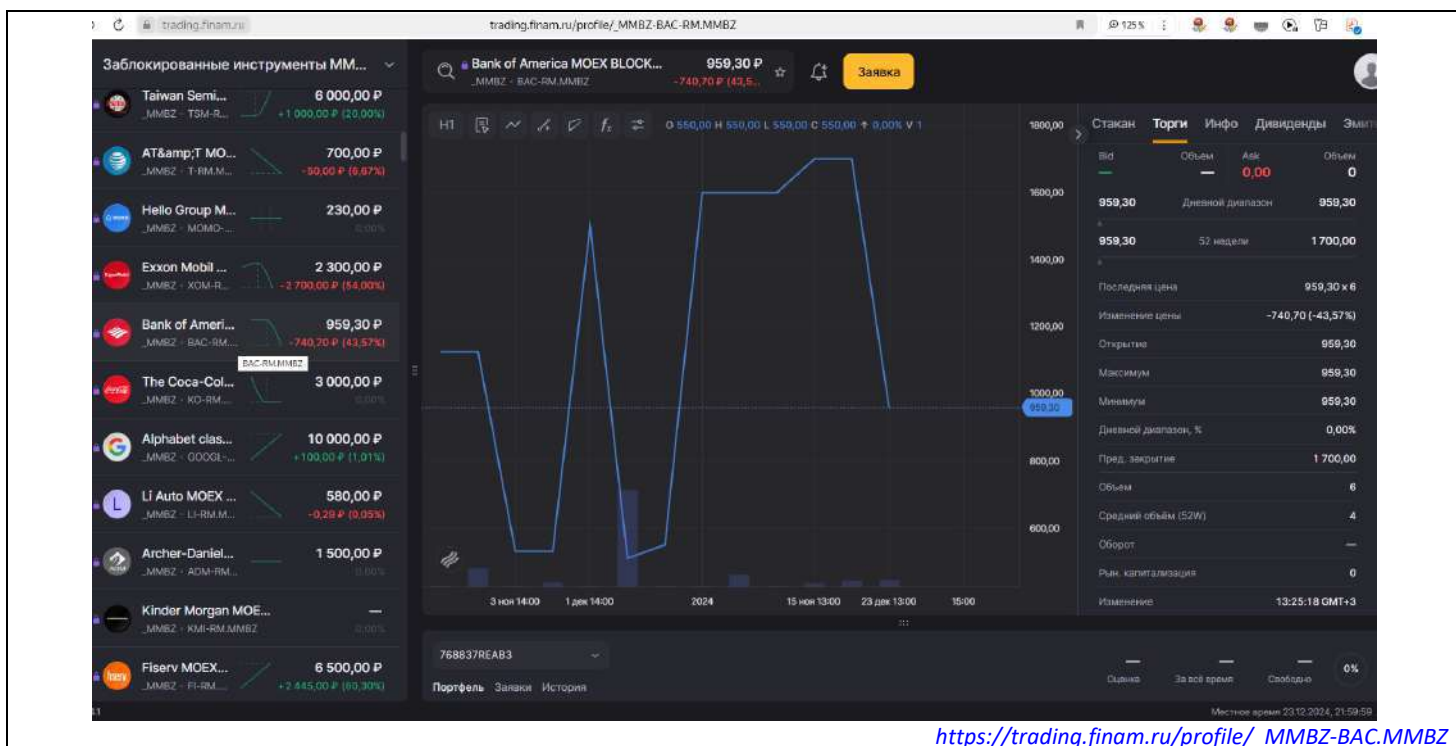 trading.finam.ru
trading.finam.ru/profile/_MMBZ-BAC-RM.MMBZ
125 %
Заблокированные инструменты MM...
Taiwan Semi... 6 000,00 ₽
_MMBZ - TSM-R... +1 000,00 ₽ (20,00%)
AT&amp;T MO... 700,00 ₽
_MMBZ - T-RM.M... -50,00 ₽ (6,67%)
Hello Group M... 230,00 ₽
_MMBZ - MOMO-... 0,00%
Exxon Mobil ... 2 300,00 ₽
_MMBZ - XOM-R... -2 700,00 ₽ (54,00%)
Bank of Ameri... 959,30 ₽
_MMBZ - BAC-RM.... -740,70 ₽ (43,57%)
BAC-RM.MMBZ
The Coca-Col... 3 000,00 ₽
_MMBZ - KO-RM.... 0,00%
Alphabet clas... 10 000,00 ₽
_MMBZ - GOOGL-... +100,00 ₽ (1,01%)
L
Li Auto MOEX ... 580,00 ₽
_MMBZ - LI-RM.M... -0,29 ₽ (0,05%)
Archer-Daniel... 1 500,00 ₽
_MMBZ - ADM-RM... 0,00%
Kinder Morgan MOE... —
_MMBZ - KMI-RM.MMBZ 0,00%
Fiserv MOEX... 6 500,00 ₽
_MMBZ - FI-RM.... +2 445,00 ₽ (60,30%)
Bank of America MOEX BLOCK... 959,30 ₽
_MMBZ - BAC-RM.MMBZ -740,70 ₽ (43,5...
Заявка
H1 O 550,00 H 550,00 L 550,00 C 550,00 0,00% V 1
1800,00
1600,00
1400,00
1200,00
1000,00
959,30
800,00
600,00
3 ноя 14:00 1 дек 14:00 2024 15 ноя 13:00 23 дек 13:00 15:00
Стакан Торги Инфо Дивиденды Эмит
Bid Объем Ask Объем
— — 0,00 0
959,30 Дневной диапазон 959,30
959,30 52 недели 1 700,00
Последняя цена 959,30 x 6
Изменение цены -740,70 (-43,57%)
Открытие 959,30
Максимум 959,30
Минимум 959,30
Дневной диапазон, % 0,00%
Пред. закрытие 1 700,00
Объем 6
Средний объём (52W) 4
Оборот —
Рын. капитализация 0
Изменение 13:25:18 GMT+3
768837REAB3
Портфель Заявки История
— — — 0%
Оценка За всё время Свободно
Местное время 23.12.2024, 21:59:59
https://trading.finam.ru/profile/_MMBZ-BAC.MMBZ